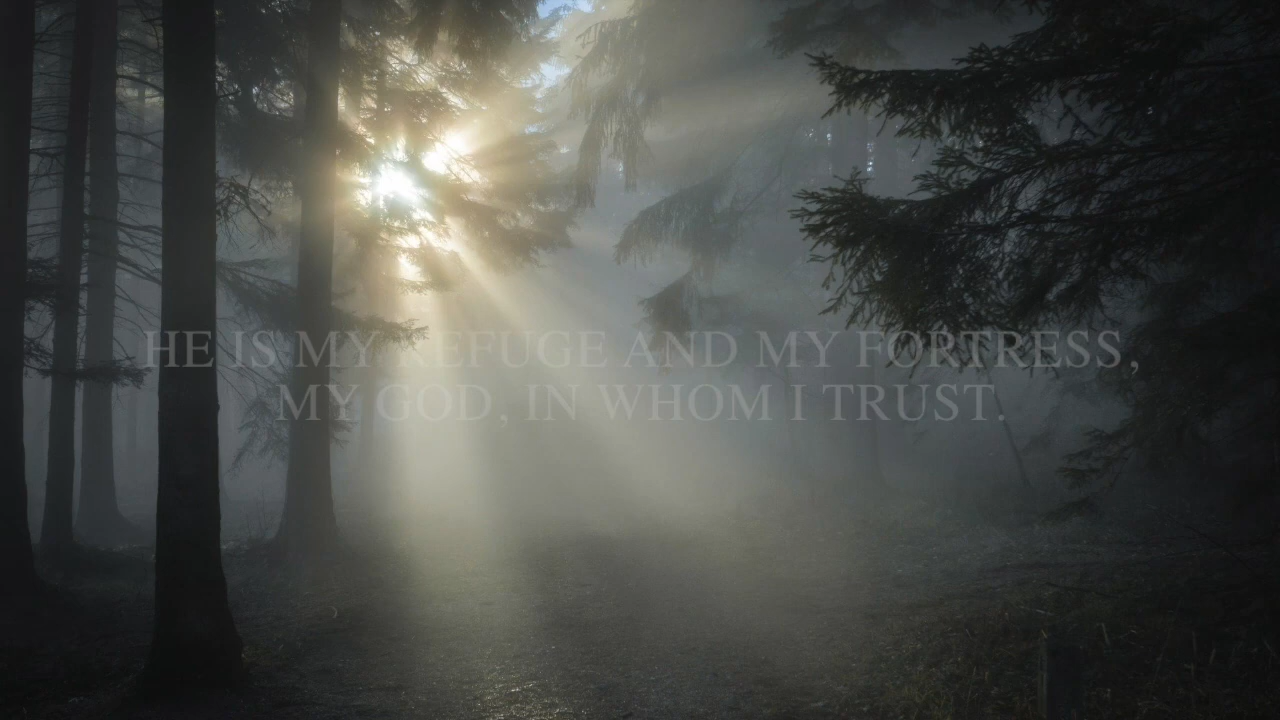 HE IS MY REFUGE AND MY FORTRESS,
MY GOD, IN WHOM I TRUST.